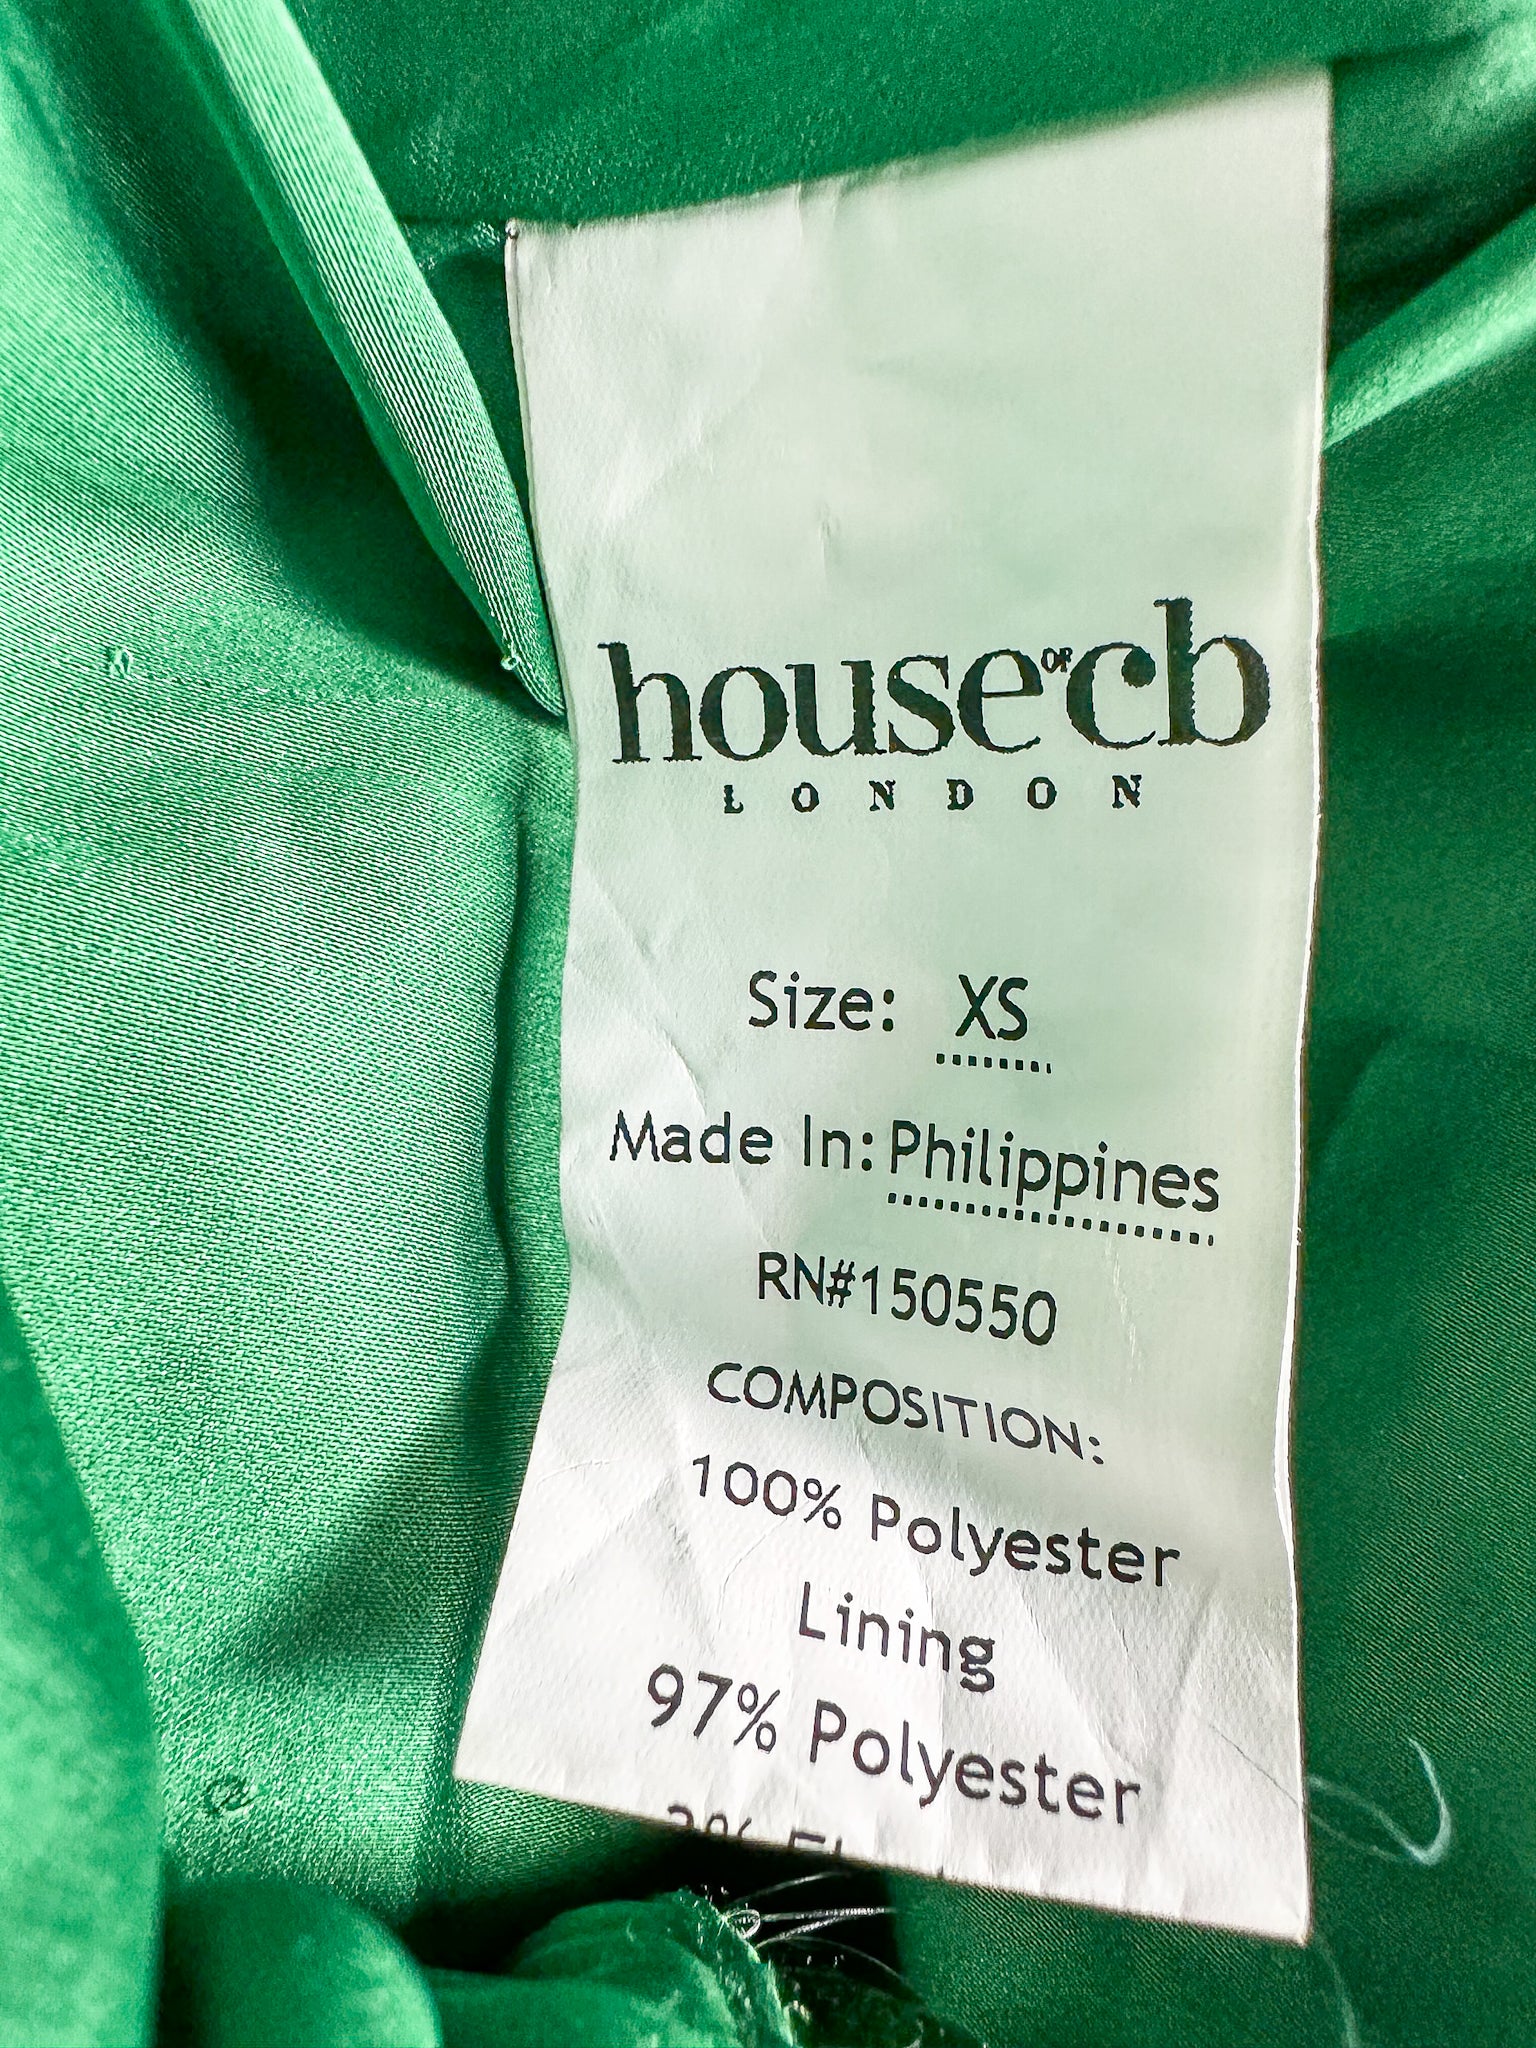 house OF cb
LONDON
Size: XS
Made In: Philippines
RN#150550
COMPOSITION:
100% Polyester
Lining
97% Polyester